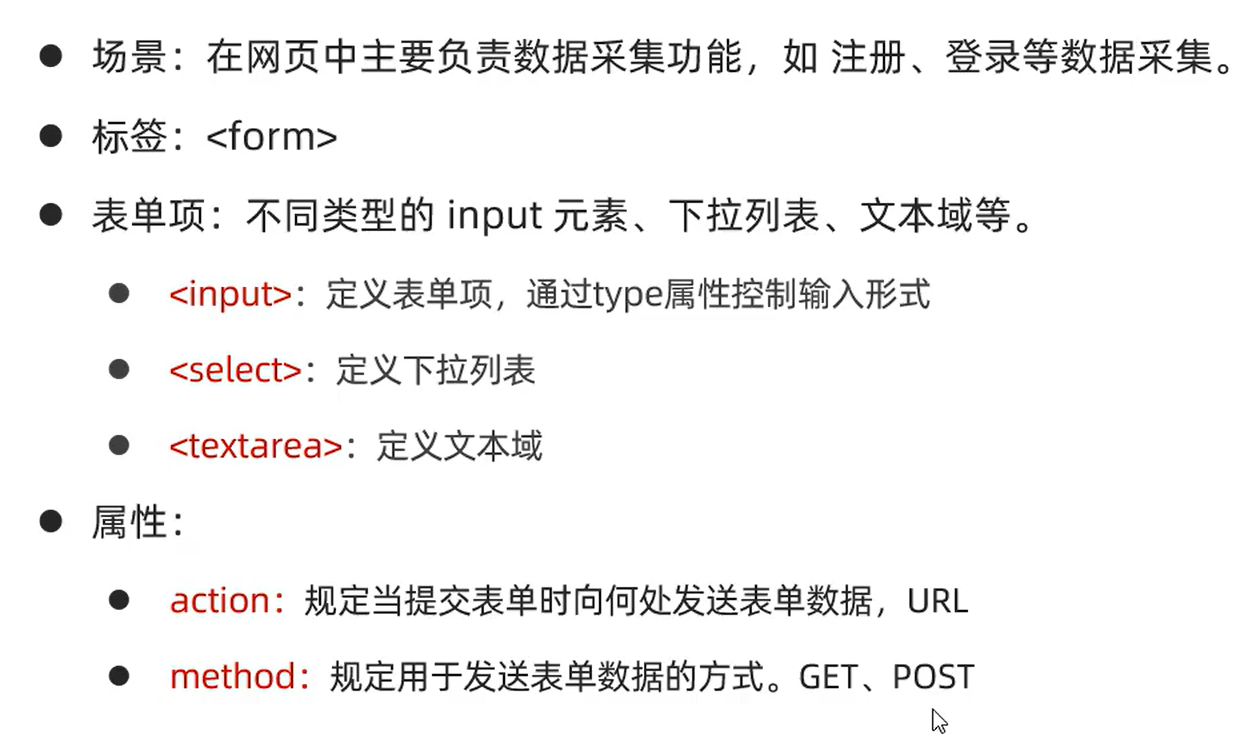 ● 场景：在网页中主要负责数据采集功能，如 注册、登录等数据采集。
● 标签：<form>
● 表单项：不同类型的 input 元素、下拉列表、文本域等。
● <input>：定义表单项，通过type属性控制输入形式
● <select>：定义下拉列表
● <textarea>：定义文本域
● 属性：
● action：规定当提交表单时向何处发送表单数据，URL
● method：规定用于发送表单数据的方式。GET、POST